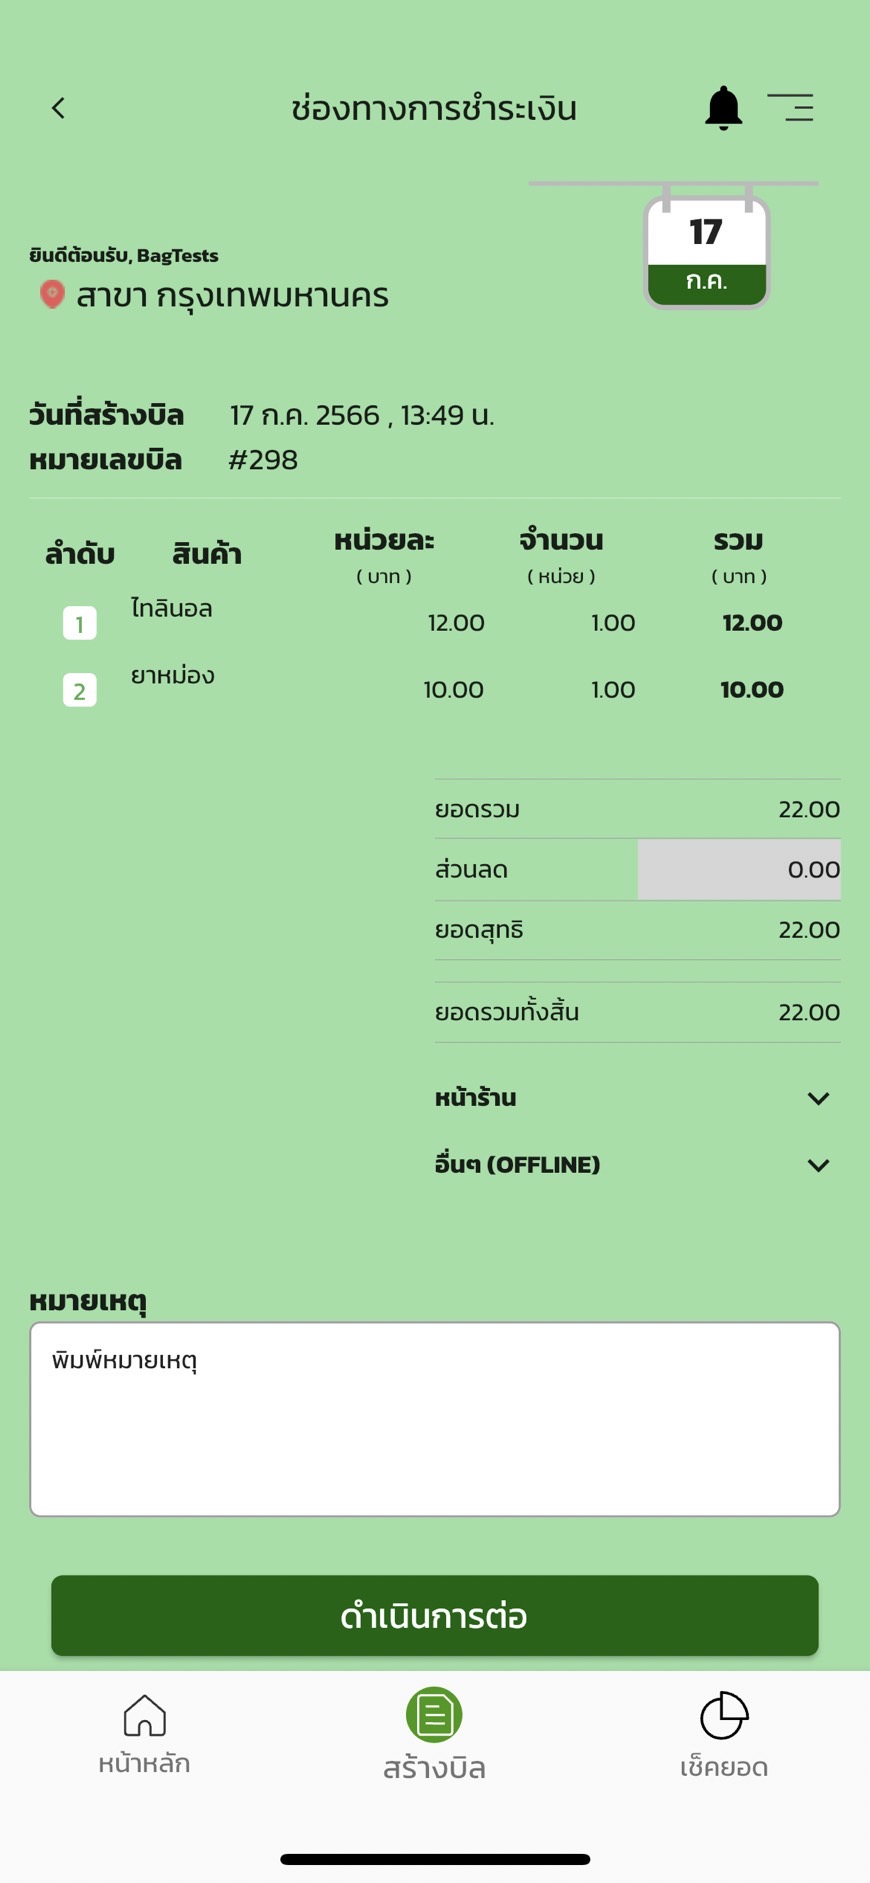 ช่องทางการชำระเงิน
17
ก.ค.
ยินดีต้อนรับ, BagTests
สาขา กรุงเทพมหานคร
วันที่สร้างบิล 17 ก.ค. 2566 , 13:49 น.
หมายเลขบิล #298
ลำดับ สินค้า หน่วยละ จำนวน รวม
( บาท ) ( หน่วย ) ( บาท )
1 ไทลินอล 12.00 1.00 12.00
2 ยาหม่อง 10.00 1.00 10.00
ยอดรวม 22.00
ส่วนลด 0.00
ยอดสุทธิ 22.00
ยอดรวมทั้งสิ้น 22.00
หน้าร้าน
อื่นๆ (OFFLINE)
หมายเหตุ
พิมพ์หมายเหตุ
ดำเนินการต่อ
หน้าหลัก สร้างบิล เช็คยอด